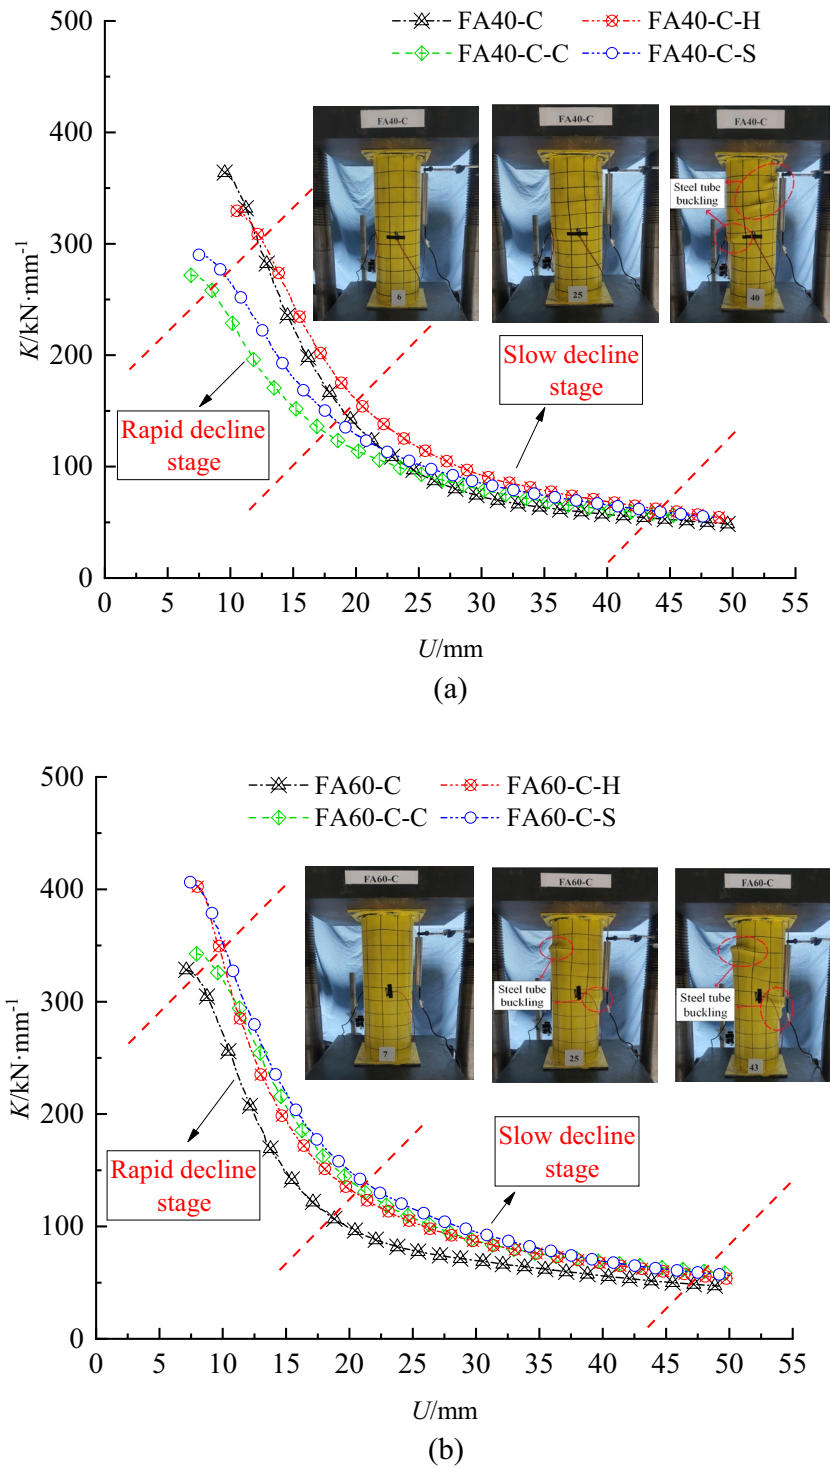 FA40-C
FA40-C-H
FA40-C-C
FA40-C-S
500
400
300
200
100
0
K/kN·mm⁻¹
FA40-C
FA40-C
FA40-C
Steel tube
buckling
6
25
40
Slow decline
stage
Rapid decline
stage
0 5 10 15 20 25 30 35 40 45 50 55
U/mm
(a)
500
400
300
200
100
0
K/kN·mm⁻¹
FA60-C
FA60-C-H
FA60-C-C
FA60-C-S
FA60-C
FA60-C
FA60-C
Steel tube
buckling
Steel tube
buckling
7
25
43
Slow decline
stage
Rapid decline
stage
0 5 10 15 20 25 30 35 40 45 50 55
U/mm
(b)